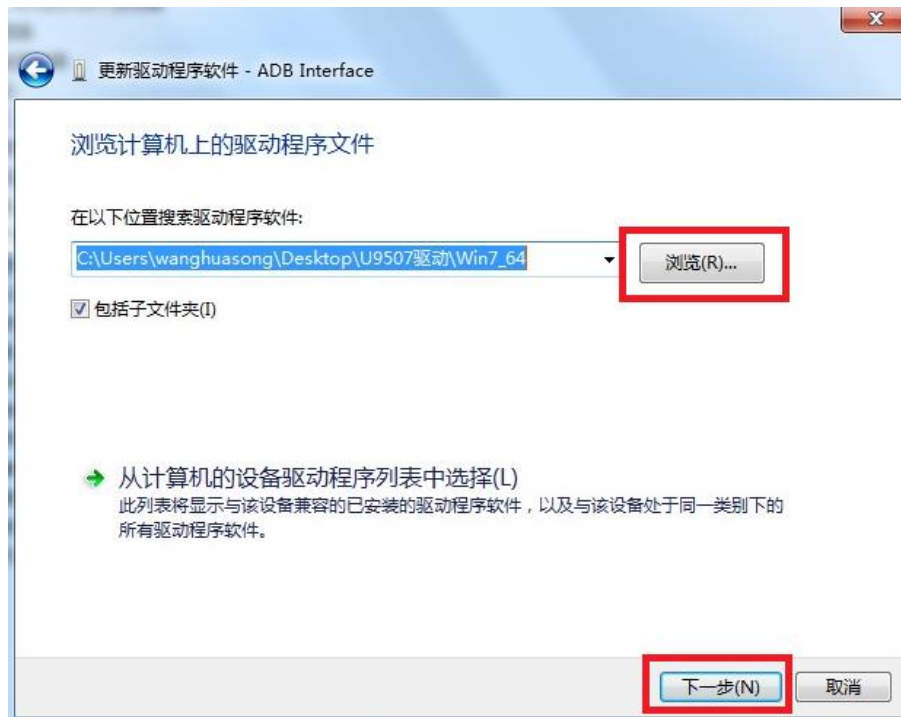 更新驱动程序软件 - ADB Interface
浏览计算机上的驱动程序文件
在以下位置搜索驱动程序软件:
C:\Users\wanghuasong\Desktop\U9507驱动\Win7_64
浏览(R)...
包括子文件夹(I)
从计算机的设备驱动程序列表中选择(L)
此列表将显示与该设备兼容的已安装的驱动程序软件，以及与该设备处于同一类别下的
所有驱动程序软件。
下一步(N)
取消